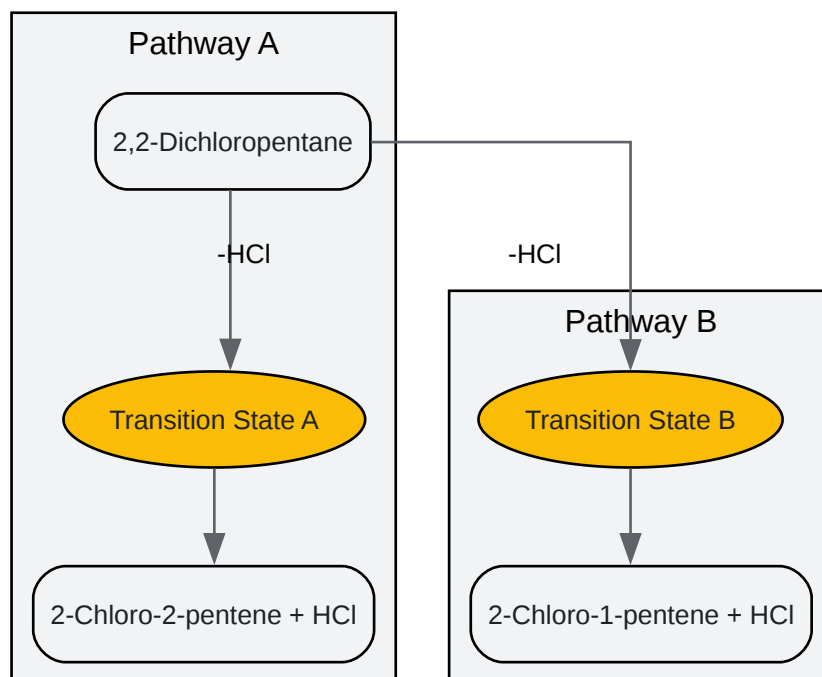 Pathway A
2,2-Dichloropentane
-HCl
-HCl
Pathway B
Transition State A
Transition State B
2-Chloro-2-pentene + HCl
2-Chloro-1-pentene + HCl